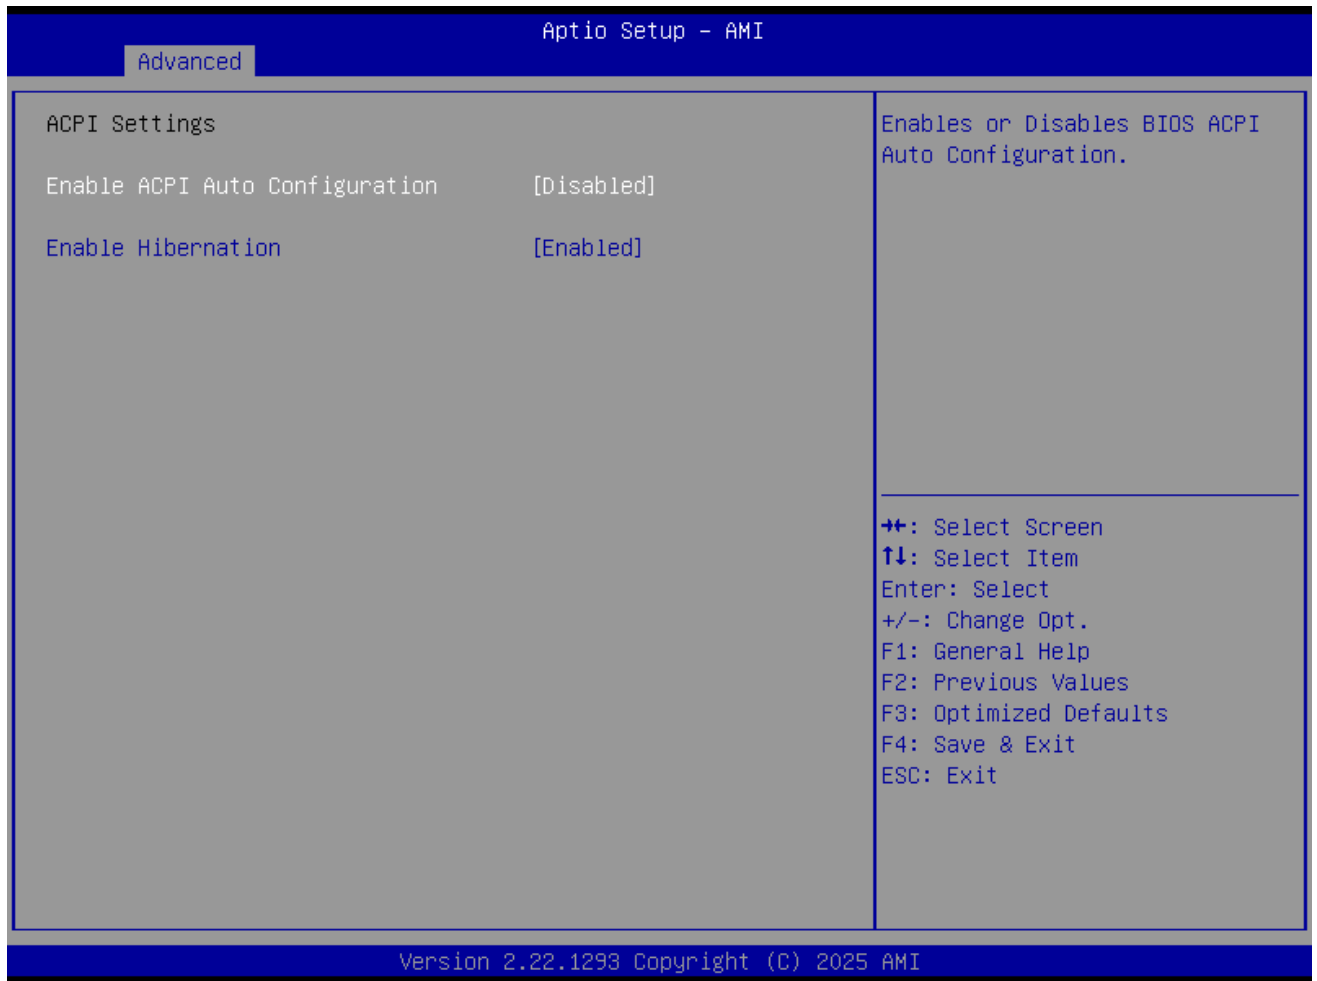 Aptio Setup – AMI
Advanced
ACPI Settings
Enable ACPI Auto Configuration [Disabled]
Enable Hibernation [Enabled]
Enables or Disables BIOS ACPI
Auto Configuration.
→←: Select Screen
↑↓: Select Item
Enter: Select
+/-: Change Opt.
F1: General Help
F2: Previous Values
F3: Optimized Defaults
F4: Save & Exit
ESC: Exit
Version 2.22.1293 Copyright (C) 2025 AMI